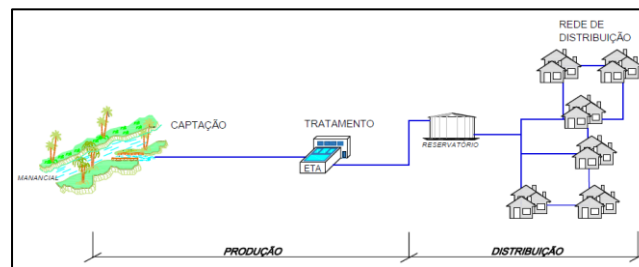 REDE DE
DISTRIBUIÇÃO
CAPTAÇÃO
TRATAMENTO
RESERVATÓRIO
ETA
MANANCIAL
PRODUÇÃO
DISTRIBUIÇÃO